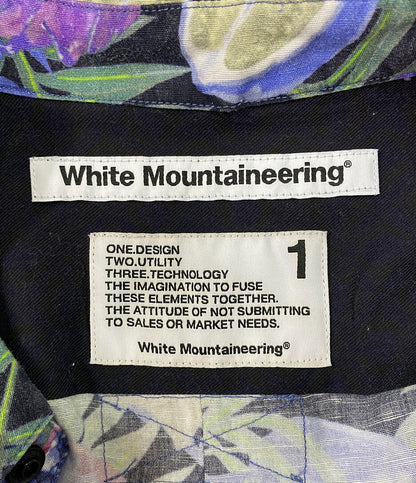 White Mountaineering®
ONE.DESIGN 1
TWO.UTILITY
THREE.TECHNOLOGY
THE IMAGINATION TO FUSE
THESE ELEMENTS TOGETHER.
THE ATTITUDE OF NOT SUBMITTING
TO SALES OR MARKET NEEDS.
White Mountaineering®